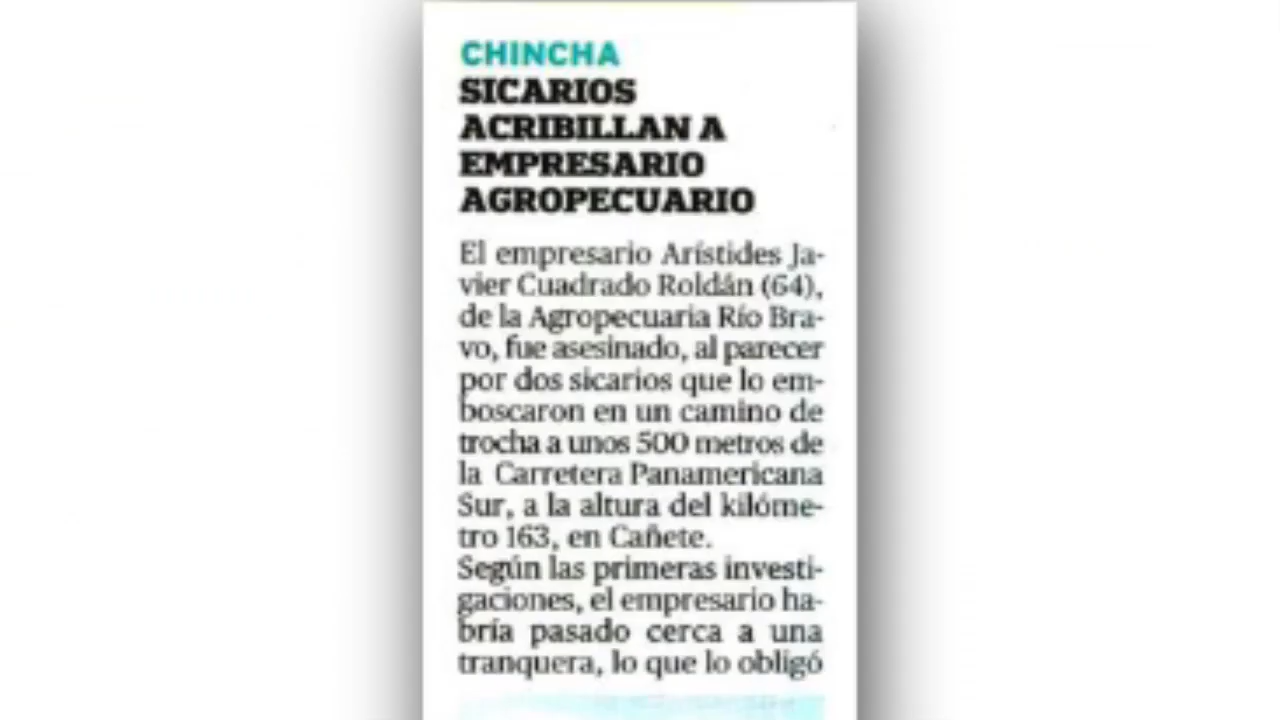 CHINCHA
SICARIOS
ACRIBILLAN A
EMPRESARIO
AGROPECUARIO
El empresario Arístides Ja-
vier Cuadrado Roldán (64),
de la Agropecuaria Río Bra-
vo, fue asesinado, al parecer
por dos sicarios que lo em-
boscaron en un camino de
trocha a unos 500 metros de
la Carretera Panamericana
Sur, a la altura del kilóme-
tro 163, en Cañete.
Según las primeras investi-
gaciones, el empresario ha-
bría pasado cerca a una
tranquera, lo que lo obligó